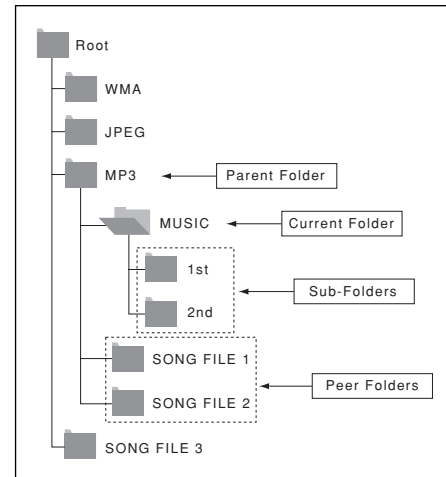 Root
WMA
JPEG
MP3
Parent Folder
MUSIC
Current Folder
1st
Sub-Folders
2nd
SONG FILE 1
Peer Folders
SONG FILE 2
SONG FILE 3